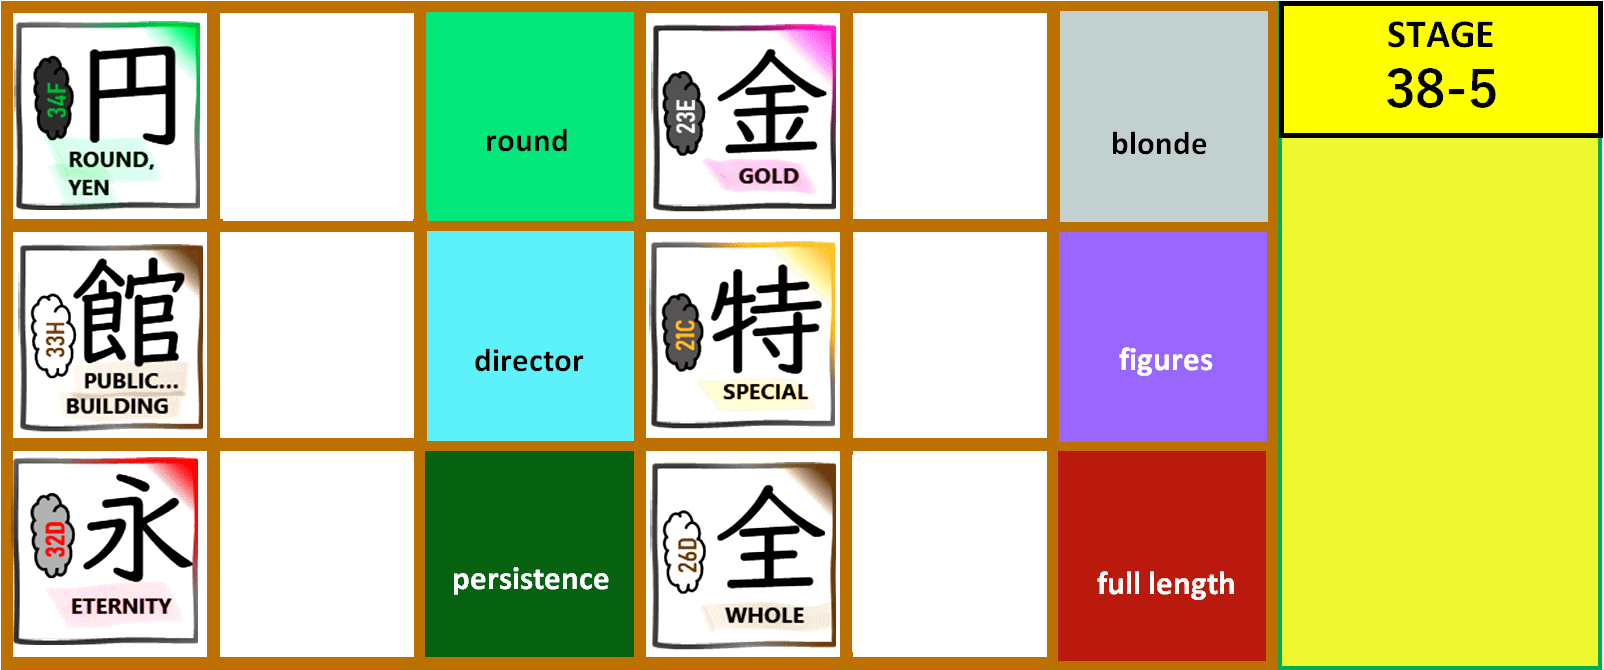 34F
円
ROUND,
YEN
round
23E
金
GOLD
blonde
STAGE
38-5
33H
館
PUBLIC...
BUILDING
director
21C
特
SPECIAL
figures
32D
永
ETERNITY
persistence
26D
全
WHOLE
full length